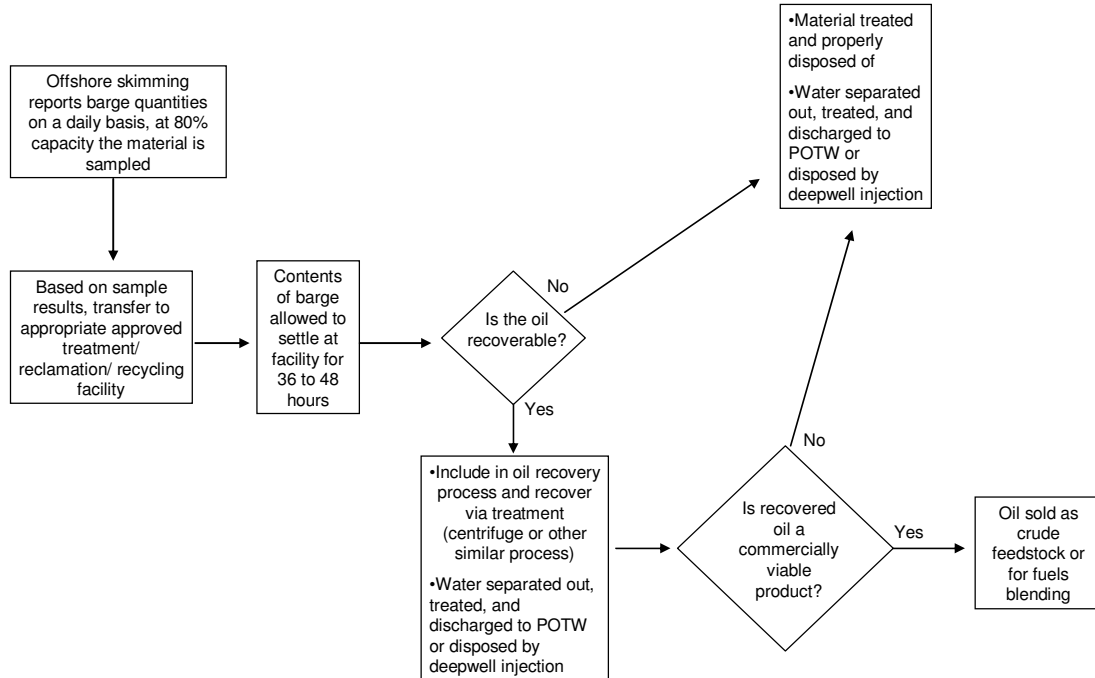 Offshore skimming
reports barge quantities
on a daily basis, at 80%
capacity the material is
sampled
Based on sample
results, transfer to
appropriate approved
treatment/
reclamation/ recycling
facility
Contents
of barge
allowed to
settle at
facility for
36 to 48
hours
Is the oil
recoverable?
No
•Material treated
and properly
disposed of
•Water separated
out, treated, and
discharged to
POTW or
disposed by
deepwell injection
Yes
•Include in oil recovery
process and recover
via treatment
(centrifuge or other
similar process)
•Water separated out,
treated, and
discharged to POTW
or disposed by
deepwell injection
Is recovered
oil a
commercially
viable
product?
No
Yes
Oil sold as
crude
feedstock or
for fuels
blending